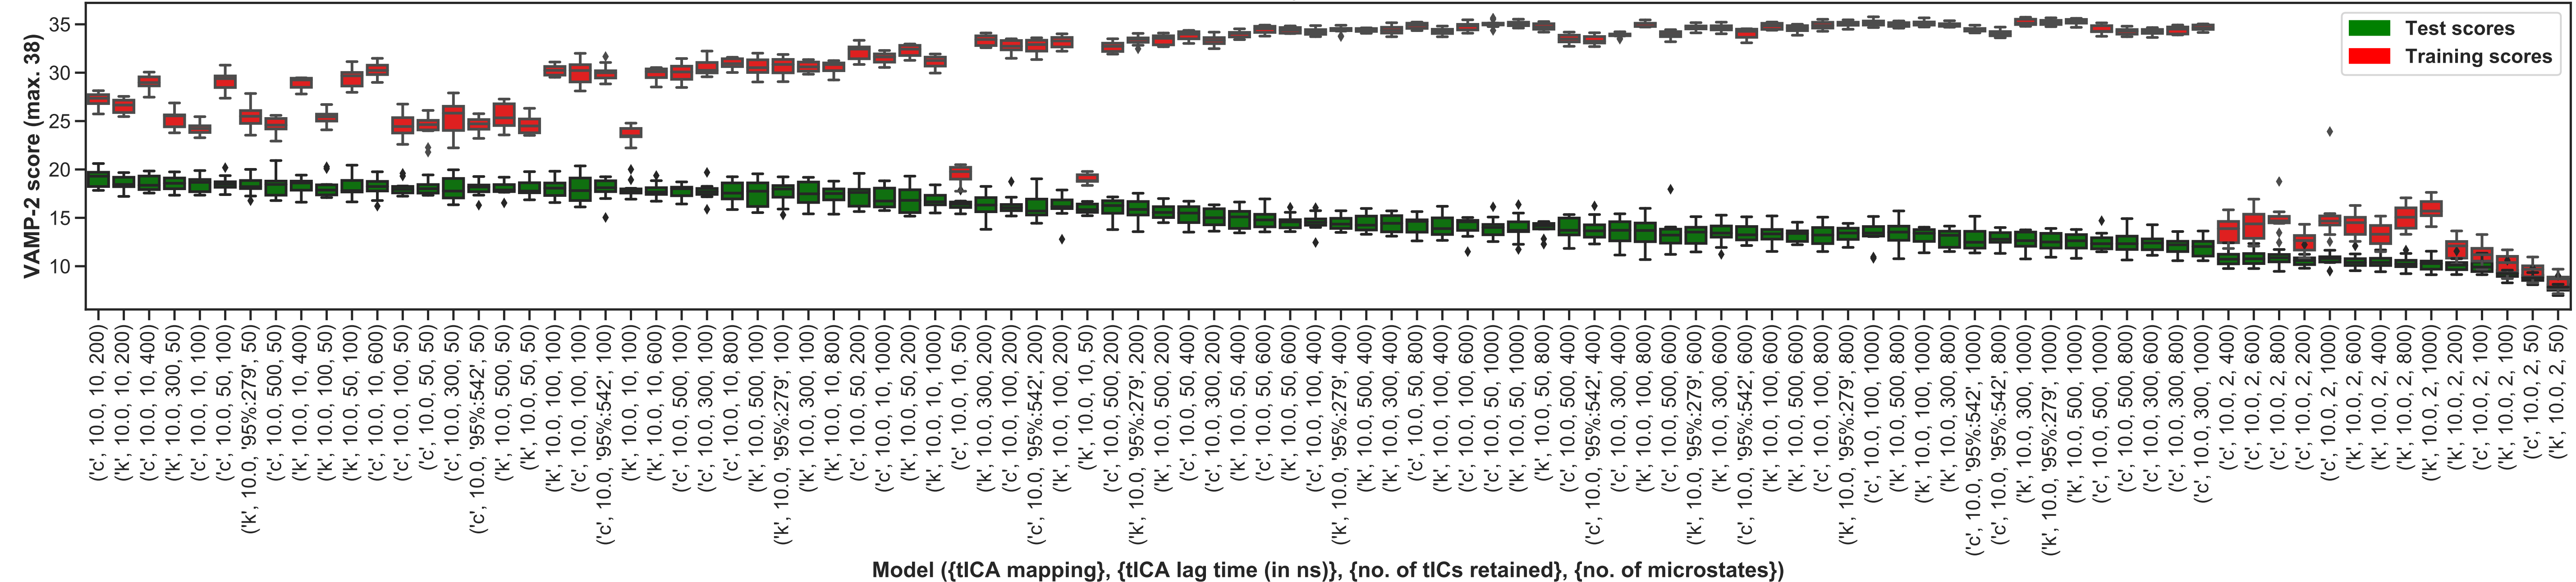 VAMP-2 score (max. 38)
35
30
25
20
15
10
Test scores
Training scores
('c', 10.0, 10, 200)
('k', 10.0, 10, 200)
('c', 10.0, 10, 400)
('k', 10.0, 300, 50)
('c', 10.0, 10, 100)
('c', 10.0, 50, 100)
('k', 10.0, '95%:279', 50)
('c', 10.0, 500, 50)
('k', 10.0, 10, 400)
('k', 10.0, 100, 50)
('k', 10.0, 50, 100)
('c', 10.0, 10, 600)
('c', 10.0, 100, 50)
('c', 10.0, 50, 50)
('c', 10.0, 300, 50)
('c', 10.0, '95%:542', 50)
('k', 10.0, 500, 50)
('k', 10.0, 50, 50)
('k', 10.0, 100, 100)
('c', 10.0, 100, 100)
('c', 10.0, '95%:542', 100)
('k', 10.0, 10, 100)
('k', 10.0, 10, 600)
('c', 10.0, 500, 100)
('c', 10.0, 300, 100)
('c', 10.0, 10, 800)
('k', 10.0, 500, 100)
('k', 10.0, '95%:279', 100)
('k', 10.0, 300, 100)
('k', 10.0, 10, 800)
('c', 10.0, 50, 200)
('c', 10.0, 10, 1000)
('k', 10.0, 50, 200)
('k', 10.0, 10, 1000)
('c', 10.0, 10, 50)
('k', 10.0, 300, 200)
('c', 10.0, 100, 200)
('c', 10.0, '95%:542', 200)
('k', 10.0, 100, 200)
('k', 10.0, 10, 50)
('c', 10.0, 500, 200)
('k', 10.0, '95%:279', 200)
('k', 10.0, 500, 200)
('c', 10.0, 50, 400)
('c', 10.0, 300, 200)
('k', 10.0, 50, 400)
('c', 10.0, 50, 600)
('k', 10.0, 50, 600)
('c', 10.0, 100, 400)
('k', 10.0, '95%:279', 400)
('k', 10.0, 500, 400)
('k', 10.0, 300, 400)
('c', 10.0, 50, 800)
('k', 10.0, 100, 400)
('c', 10.0, 100, 600)
('c', 10.0, 50, 1000)
('k', 10.0, 50, 1000)
('k', 10.0, 50, 800)
('c', 10.0, 500, 400)
('c', 10.0, '95%:542', 400)
('c', 10.0, 300, 400)
('k', 10.0, 100, 800)
('c', 10.0, 500, 600)
('k', 10.0, '95%:279', 600)
('k', 10.0, 300, 600)
('c', 10.0, '95%:542', 600)
('k', 10.0, 100, 600)
('k', 10.0, 500, 600)
('c', 10.0, 100, 800)
('k', 10.0, '95%:279', 800)
('c', 10.0, 100, 1000)
('k', 10.0, 500, 800)
('k', 10.0, 100, 1000)
('k', 10.0, 300, 800)
('c', 10.0, '95%:542', 1000)
('c', 10.0, '95%:542', 800)
('k', 10.0, 300, 1000)
('k', 10.0, '95%:279', 1000)
('k', 10.0, 500, 1000)
('c', 10.0, 500, 1000)
('c', 10.0, 500, 800)
('c', 10.0, 300, 600)
('c', 10.0, 300, 800)
('c', 10.0, 300, 1000)
('c', 10.0, 2, 400)
('c', 10.0, 2, 600)
('c', 10.0, 2, 800)
('c', 10.0, 2, 200)
('c', 10.0, 2, 1000)
('k', 10.0, 2, 600)
('k', 10.0, 2, 400)
('k', 10.0, 2, 800)
('k', 10.0, 2, 1000)
('k', 10.0, 2, 200)
('c', 10.0, 2, 100)
('k', 10.0, 2, 100)
('c', 10.0, 2, 50)
('k', 10.0, 2, 50)
Model ({tICA mapping}, {tICA lag time (in ns)}, {no. of tICs retained}, {no. of microstates})